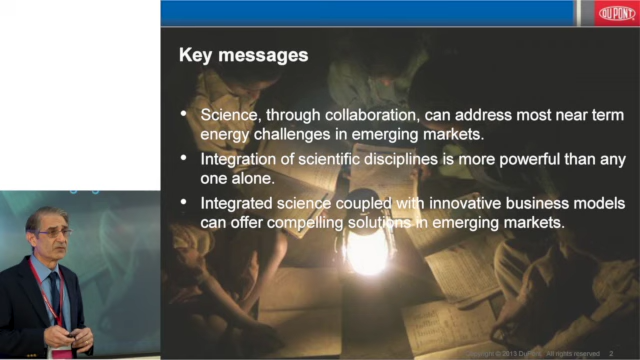 DUPONT
Key messages
• Science, through collaboration, can address most near term
energy challenges in emerging markets.
• Integration of scientific disciplines is more powerful than any
one alone.
• Integrated science coupled with innovative business models
can offer compelling solutions in emerging markets.
Copyright © 2013 DuPont. All rights reserved 2